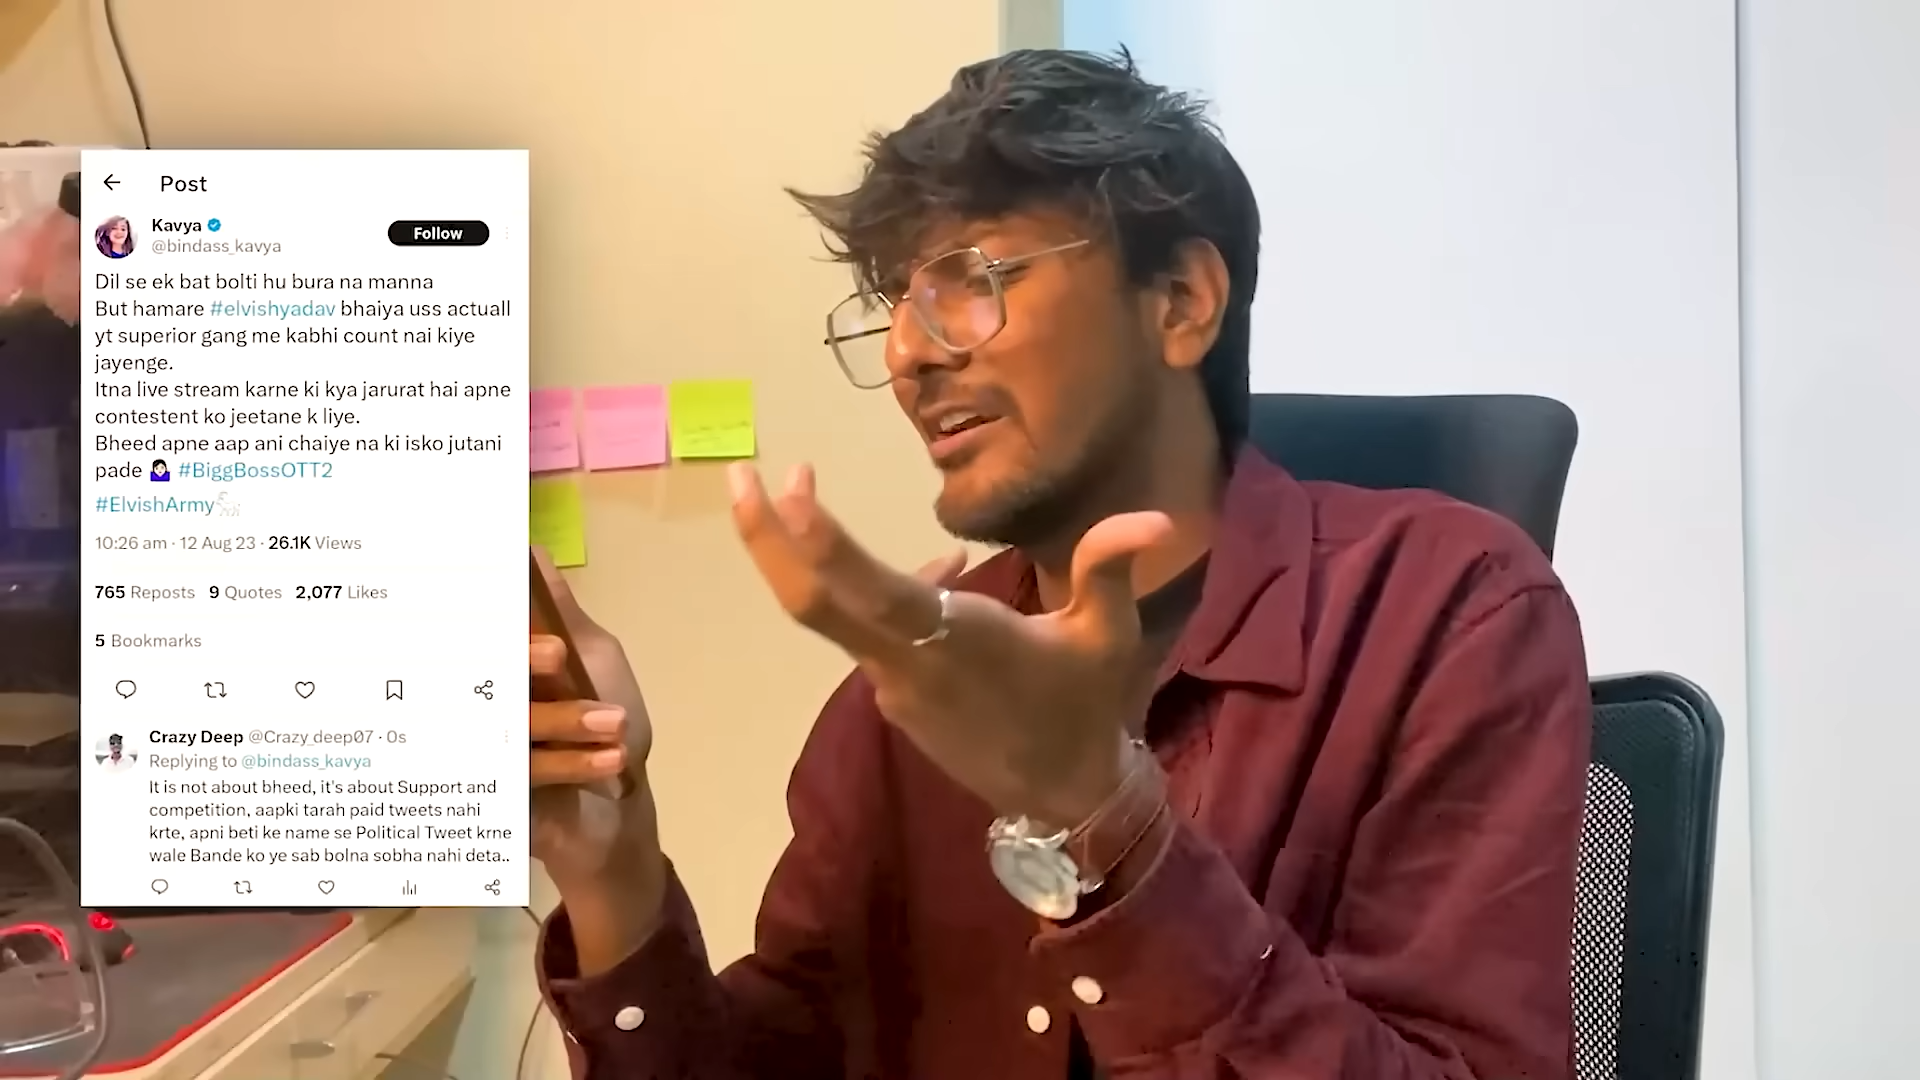 Post
Kavya
Follow
@bindass_kavya
Dil se ek bat bolti hu bura na manna
But hamare #elvishyadav bhaiya uss actuall
yt superior gang me kabhi count nai kiye
jayenge.
Itna live stream karne ki kya jarurat hai apne
contestent ko jeetane k liye.
Bheed apne aap ani chaiye na ki isko jutani
pade 🤷🏻‍♀️ #BiggBossOTT2
#ElvishArmy
10:26 am · 12 Aug 23 · 26.1K Views
765 Reposts 9 Quotes 2,077 Likes
5 Bookmarks
Crazy Deep @Crazy_deep07 · 0s
Replying to @bindass_kavya
It is not about bheed, it's about Support and
competition, aapki tarah paid tweets nahi
krte, apni beti ke name se Political Tweet krne
wale Bande ko ye sab bolna sobha nahi deta..